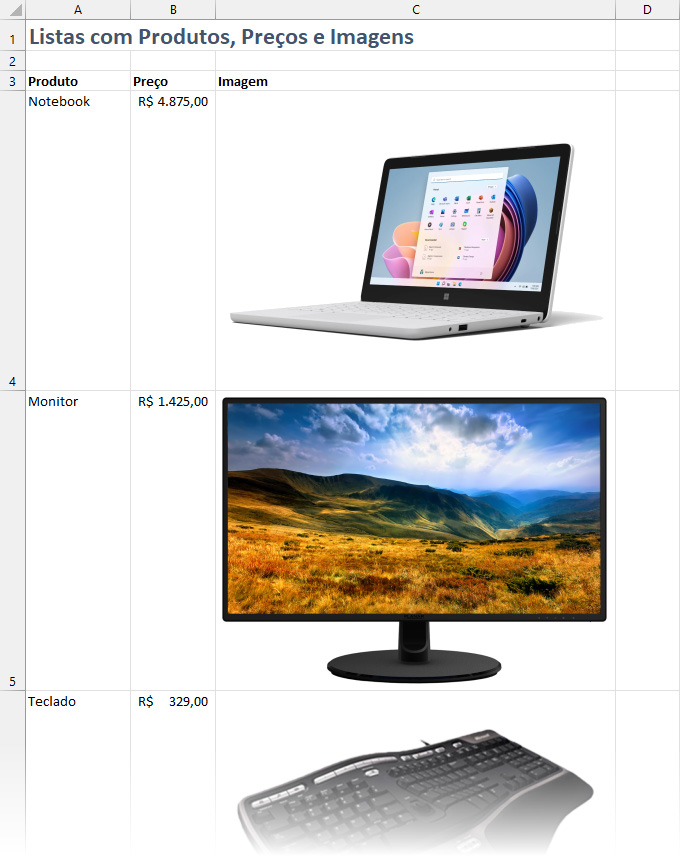 A B C D
1 Listas com Produtos, Preços e Imagens
2
3 Produto Preço Imagem
Notebook R$ 4.875,00
4
Monitor R$ 1.425,00
5
Teclado R$ 329,00